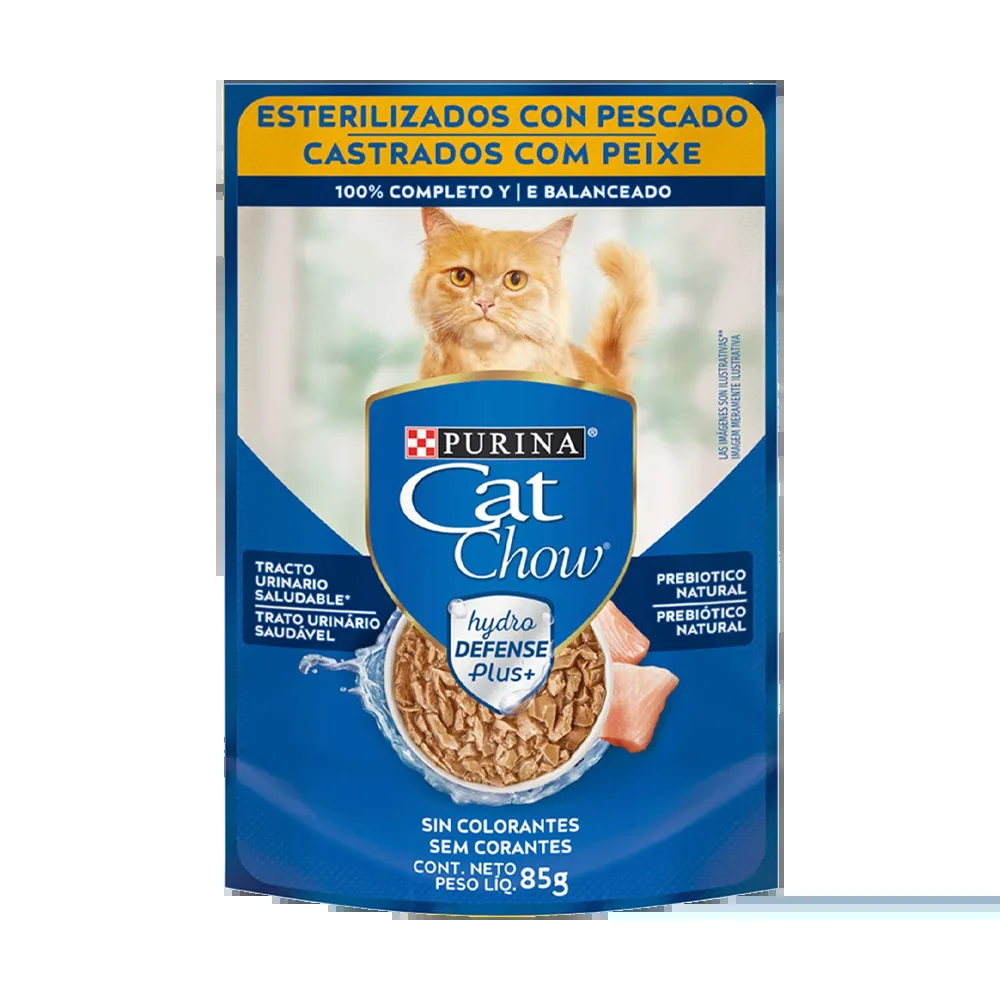 ESTERILIZADOS CON PESCADO
CASTRADOS COM PEIXE
100% COMPLETO Y | E BALANCEADO
LAS IMÁGENES SON ILUSTRATIVAS**
IMAGEM MERAMENTE ILUSTRATIVA
PURINA®
Cat
Chow®
TRACTO
URINARIO
SALUDABLE*
TRATO URINÁRIO
SAUDÁVEL
PREBIOTICO
NATURAL
PREBIÓTICO
NATURAL
hydro
DEFENSE
Plus+
SIN COLORANTES
SEM CORANTES
CONT. NETO
PESO LÍQ. 85g